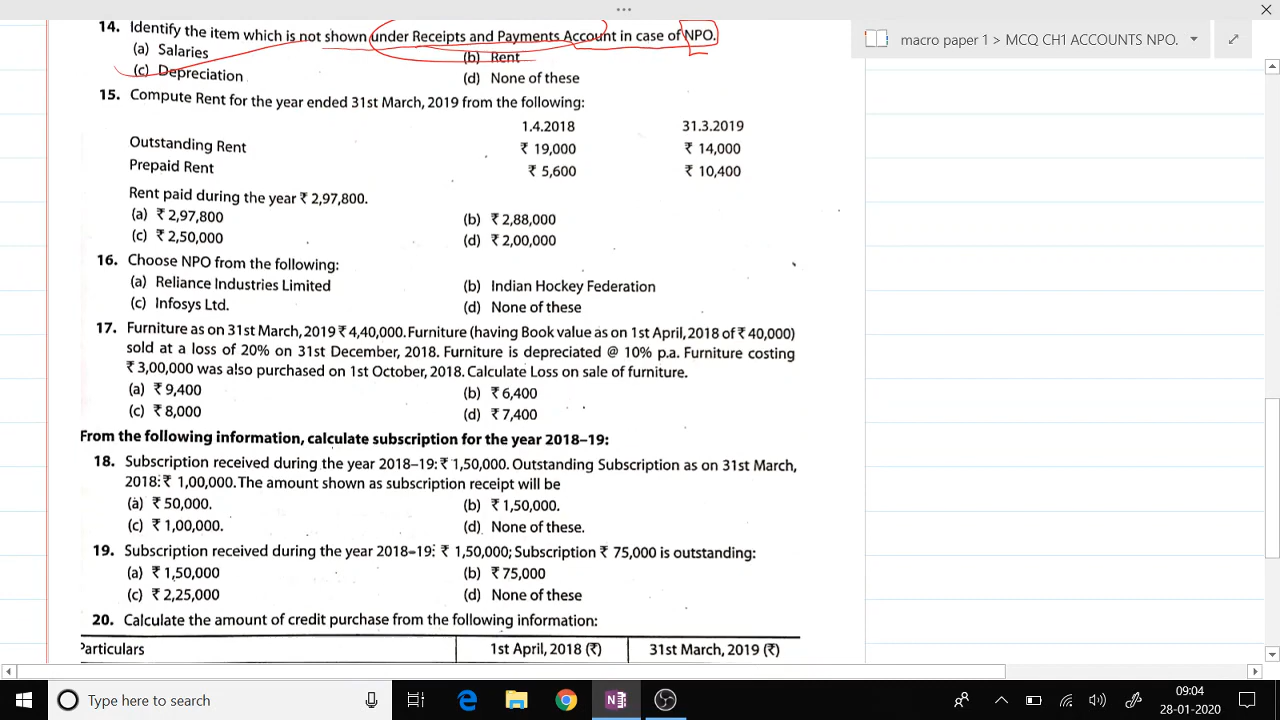 macro paper 1 > MCQ CH1 ACCOUNTS NPO
14. Identify the item which is not shown under Receipts and Payments Account in case of NPO.
(a) Salaries (b) Rent
(c) Depreciation (d) None of these
15. Compute Rent for the year ended 31st March, 2019 from the following:
1.4.2018 31.3.2019
Outstanding Rent ₹ 19,000 ₹ 14,000
Prepaid Rent ₹ 5,600 ₹ 10,400
Rent paid during the year ₹ 2,97,800.
(a) ₹ 2,97,800 (b) ₹ 2,88,000
(c) ₹ 2,50,000 (d) ₹ 2,00,000
16. Choose NPO from the following:
(a) Reliance Industries Limited (b) Indian Hockey Federation
(c) Infosys Ltd. (d) None of these
17. Furniture as on 31st March, 2019 ₹ 4,40,000. Furniture (having Book value as on 1st April, 2018 of ₹ 40,000)
sold at a loss of 20% on 31st December, 2018. Furniture is depreciated @ 10% p.a. Furniture costing
₹ 3,00,000 was also purchased on 1st October, 2018. Calculate Loss on sale of furniture.
(a) ₹ 9,400 (b) ₹ 6,400
(c) ₹ 8,000 (d) ₹ 7,400
From the following information, calculate subscription for the year 2018–19:
18. Subscription received during the year 2018–19: ₹ 1,50,000. Outstanding Subscription as on 31st March,
2018: ₹ 1,00,000. The amount shown as subscription receipt will be
(a) ₹ 50,000. (b) ₹ 1,50,000.
(c) ₹ 1,00,000. (d) None of these.
19. Subscription received during the year 2018–19: ₹ 1,50,000; Subscription ₹ 75,000 is outstanding:
(a) ₹ 1,50,000 (b) ₹ 75,000
(c) ₹ 2,25,000 (d) None of these
20. Calculate the amount of credit purchase from the following information:
Particulars 1st April, 2018 (₹) 31st March, 2019 (₹)
Type here to search
09:04
28-01-2020